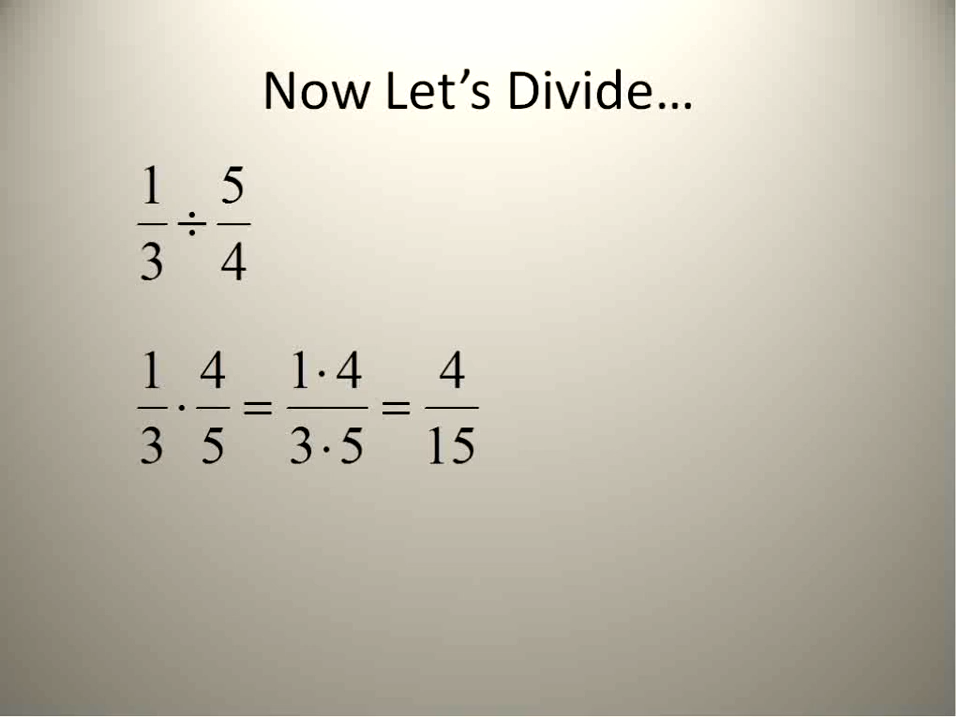 Now Let’s Divide…
1/3 ÷ 5/4
1/3 · 4/5 = 1·4/3·5 = 4/15